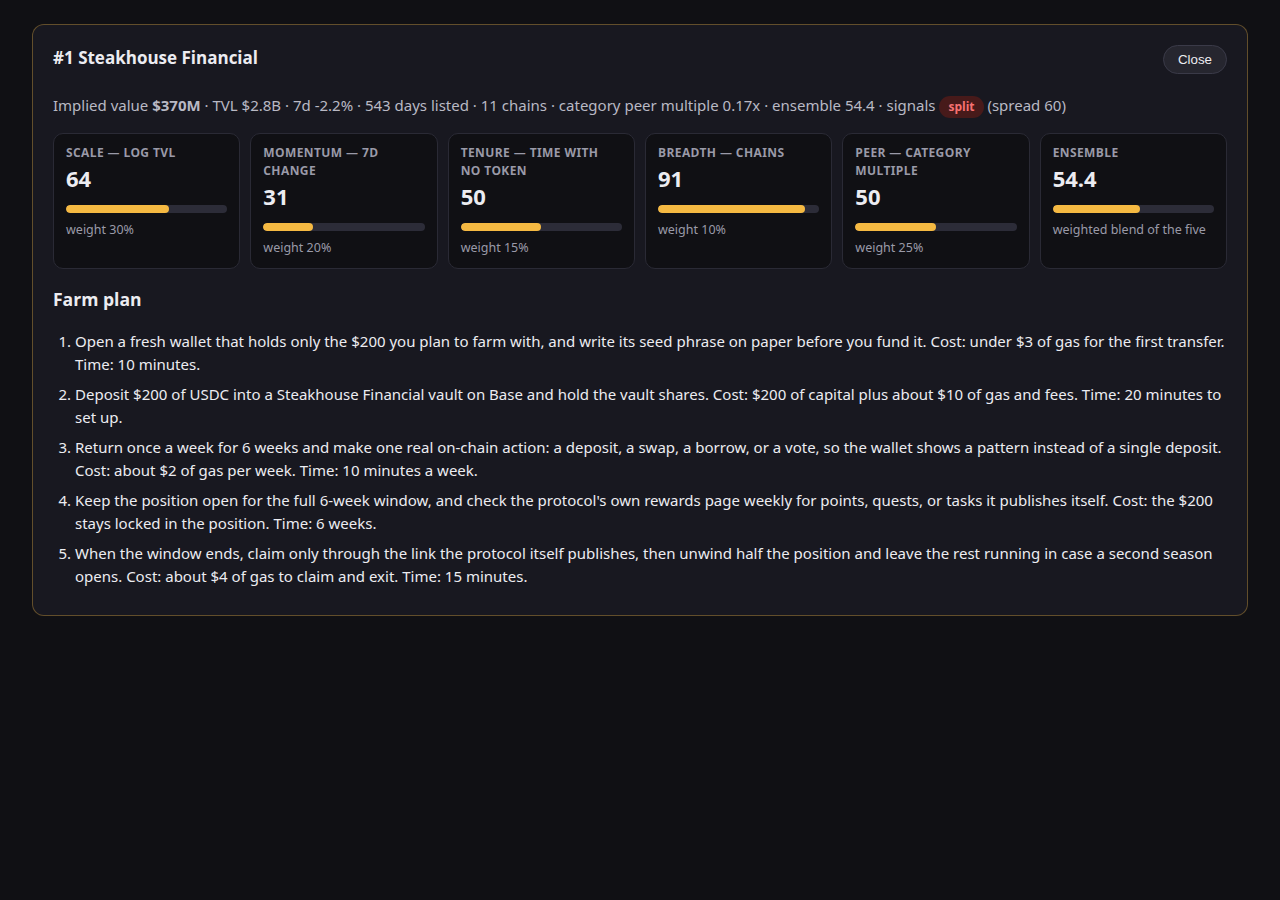 #1 Steakhouse Financial
Close
Implied value $370M · TVL $2.8B · 7d -2.2% · 543 days listed · 11 chains · category peer multiple 0.17x · ensemble 54.4 · signals split (spread 60)
SCALE — LOG TVL
64
weight 30%
MOMENTUM — 7D
CHANGE
31
weight 20%
TENURE — TIME WITH
NO TOKEN
50
weight 15%
BREADTH — CHAINS
91
weight 10%
PEER — CATEGORY
MULTIPLE
50
weight 25%
ENSEMBLE
54.4
weighted blend of the five
Farm plan
1. Open a fresh wallet that holds only the $200 you plan to farm with, and write its seed phrase on paper before you fund it. Cost: under $3 of gas for the first transfer.
Time: 10 minutes.
2. Deposit $200 of USDC into a Steakhouse Financial vault on Base and hold the vault shares. Cost: $200 of capital plus about $10 of gas and fees. Time: 20 minutes to
set up.
3. Return once a week for 6 weeks and make one real on-chain action: a deposit, a swap, a borrow, or a vote, so the wallet shows a pattern instead of a single deposit.
Cost: about $2 of gas per week. Time: 10 minutes a week.
4. Keep the position open for the full 6-week window, and check the protocol's own rewards page weekly for points, quests, or tasks it publishes itself. Cost: the $200
stays locked in the position. Time: 6 weeks.
5. When the window ends, claim only through the link the protocol itself publishes, then unwind half the position and leave the rest running in case a second season
opens. Cost: about $4 of gas to claim and exit. Time: 15 minutes.